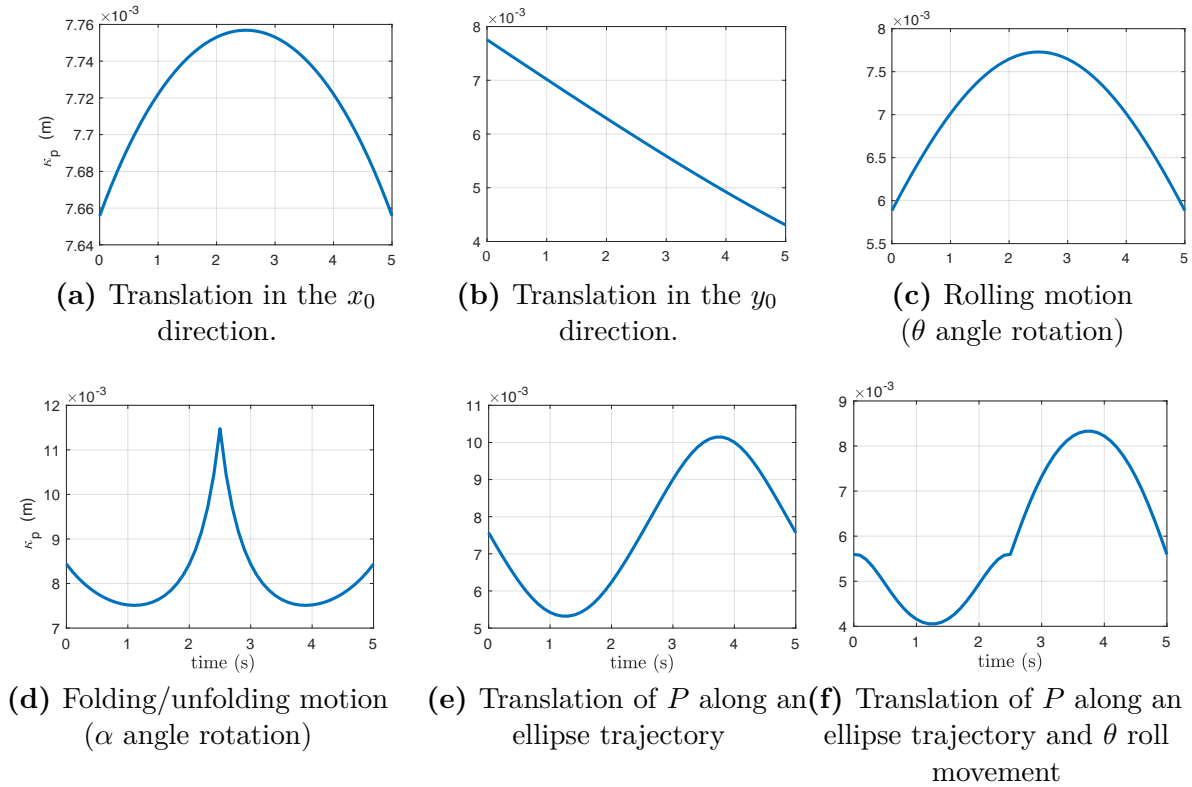 ×10⁻³
7.76
7.74
7.72
7.7
7.68
7.66
7.64
κp (m)
0 1 2 3 4 5
(a) Translation in the x₀
direction.
×10⁻³
8
7
6
5
4
0 1 2 3 4 5
(b) Translation in the y₀
direction.
×10⁻³
8
7.5
7
6.5
6
5.5
0 1 2 3 4 5
(c) Rolling motion
(θ angle rotation)
×10⁻³
12
11
10
9
8
7
κp (m)
0 1 2 3 4 5
time (s)
(d) Folding/unfolding motion
(α angle rotation)
×10⁻³
11
10
9
8
7
6
5
0 1 2 3 4 5
(e) Translation of P along an
ellipse trajectory
×10⁻³
9
8
7
6
5
4
0 1 2 3 4 5
time (s)
(f) Translation of P along an
ellipse trajectory and θ roll
movement